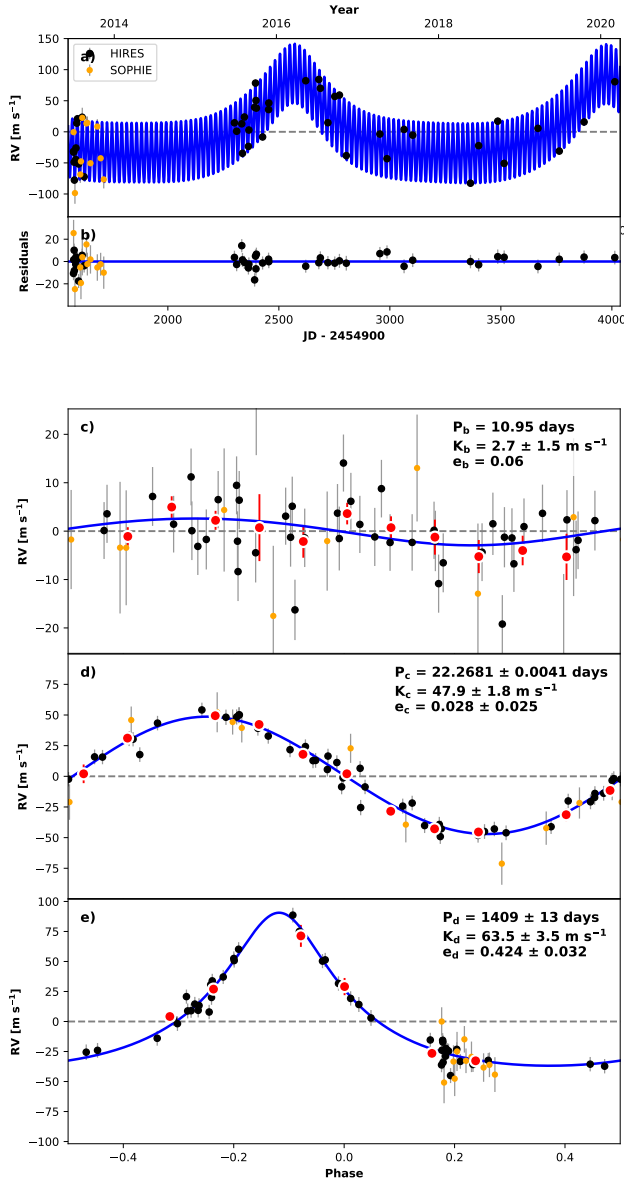 Year
2014 2016 2018 2020
a)
HIRES
SOPHIE
150
100
50
0
−50
−100
RV [m s⁻¹]
b)
20
0
−20
Residuals
2000 2500 3000 3500 4000
JD - 2454900
c)
P_b = 10.95 days
K_b = 2.7 ± 1.5 m s⁻¹
e_b = 0.06
20
10
0
−10
−20
RV [m s⁻¹]
d)
P_c = 22.2681 ± 0.0041 days
K_c = 47.9 ± 1.8 m s⁻¹
e_c = 0.028 ± 0.025
75
50
25
0
−25
−50
−75
RV [m s⁻¹]
e)
P_d = 1409 ± 13 days
K_d = 63.5 ± 3.5 m s⁻¹
e_d = 0.424 ± 0.032
100
75
50
25
0
−25
−50
−75
−100
RV [m s⁻¹]
−0.4 −0.2 0.0 0.2 0.4
Phase